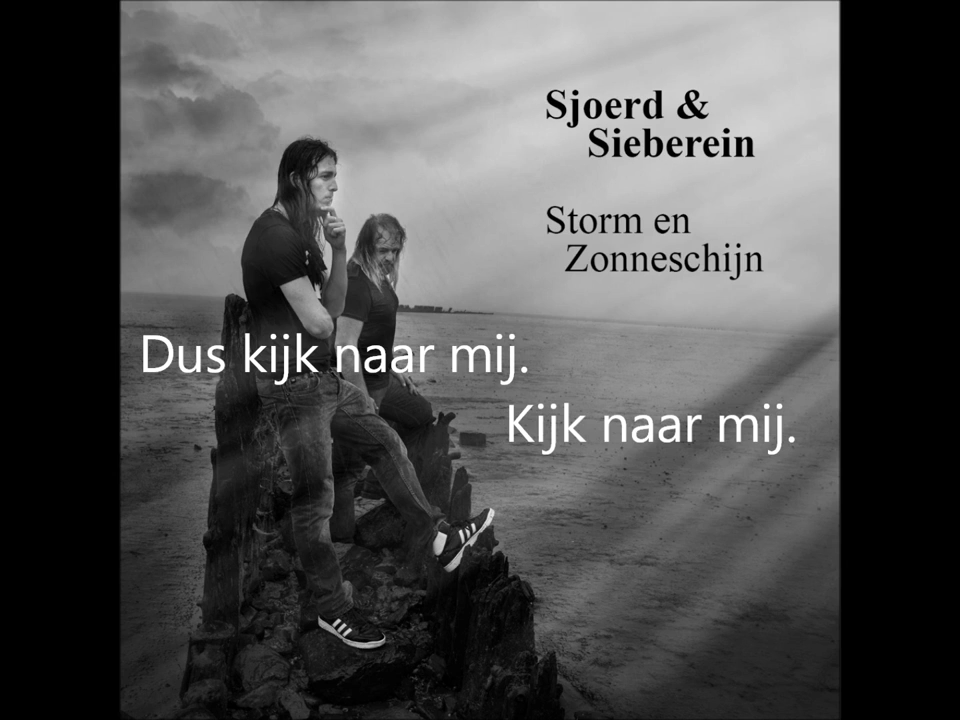 Sjoerd &
Sieberein
Storm en
Zonneschijn
Dus kijk naar mij.
Kijk naar mij.